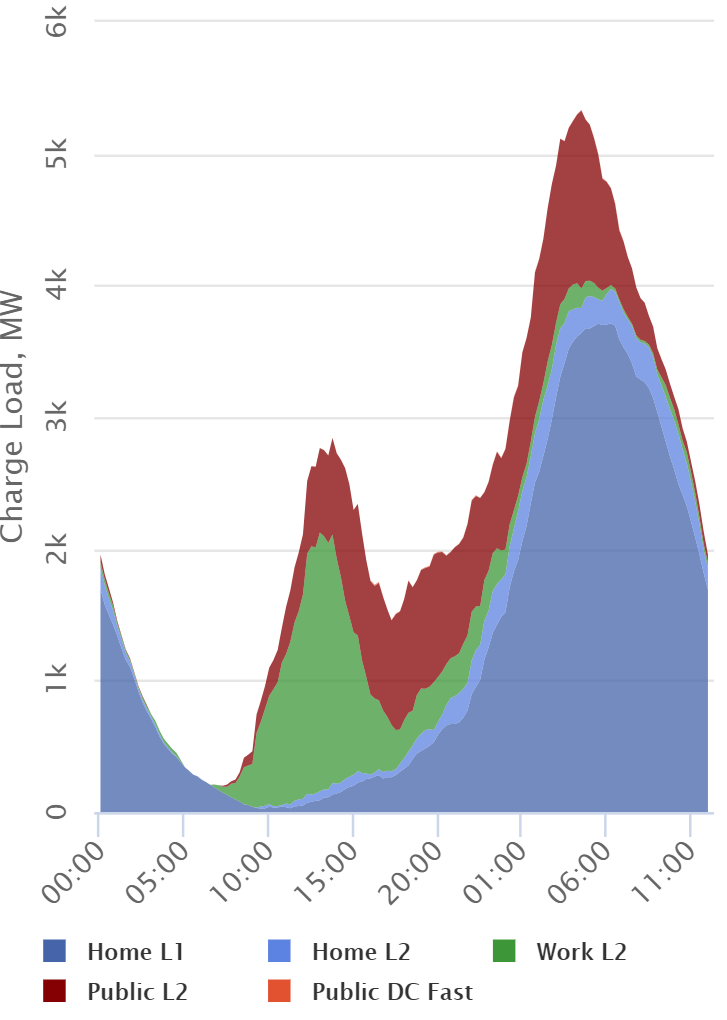 6k
5k
4k
3k
2k
1k
0
Charge Load, MW
00:00 05:00 10:00 15:00 20:00 01:00 06:00 11:00
Home L1 Home L2 Work L2
Public L2 Public DC Fast